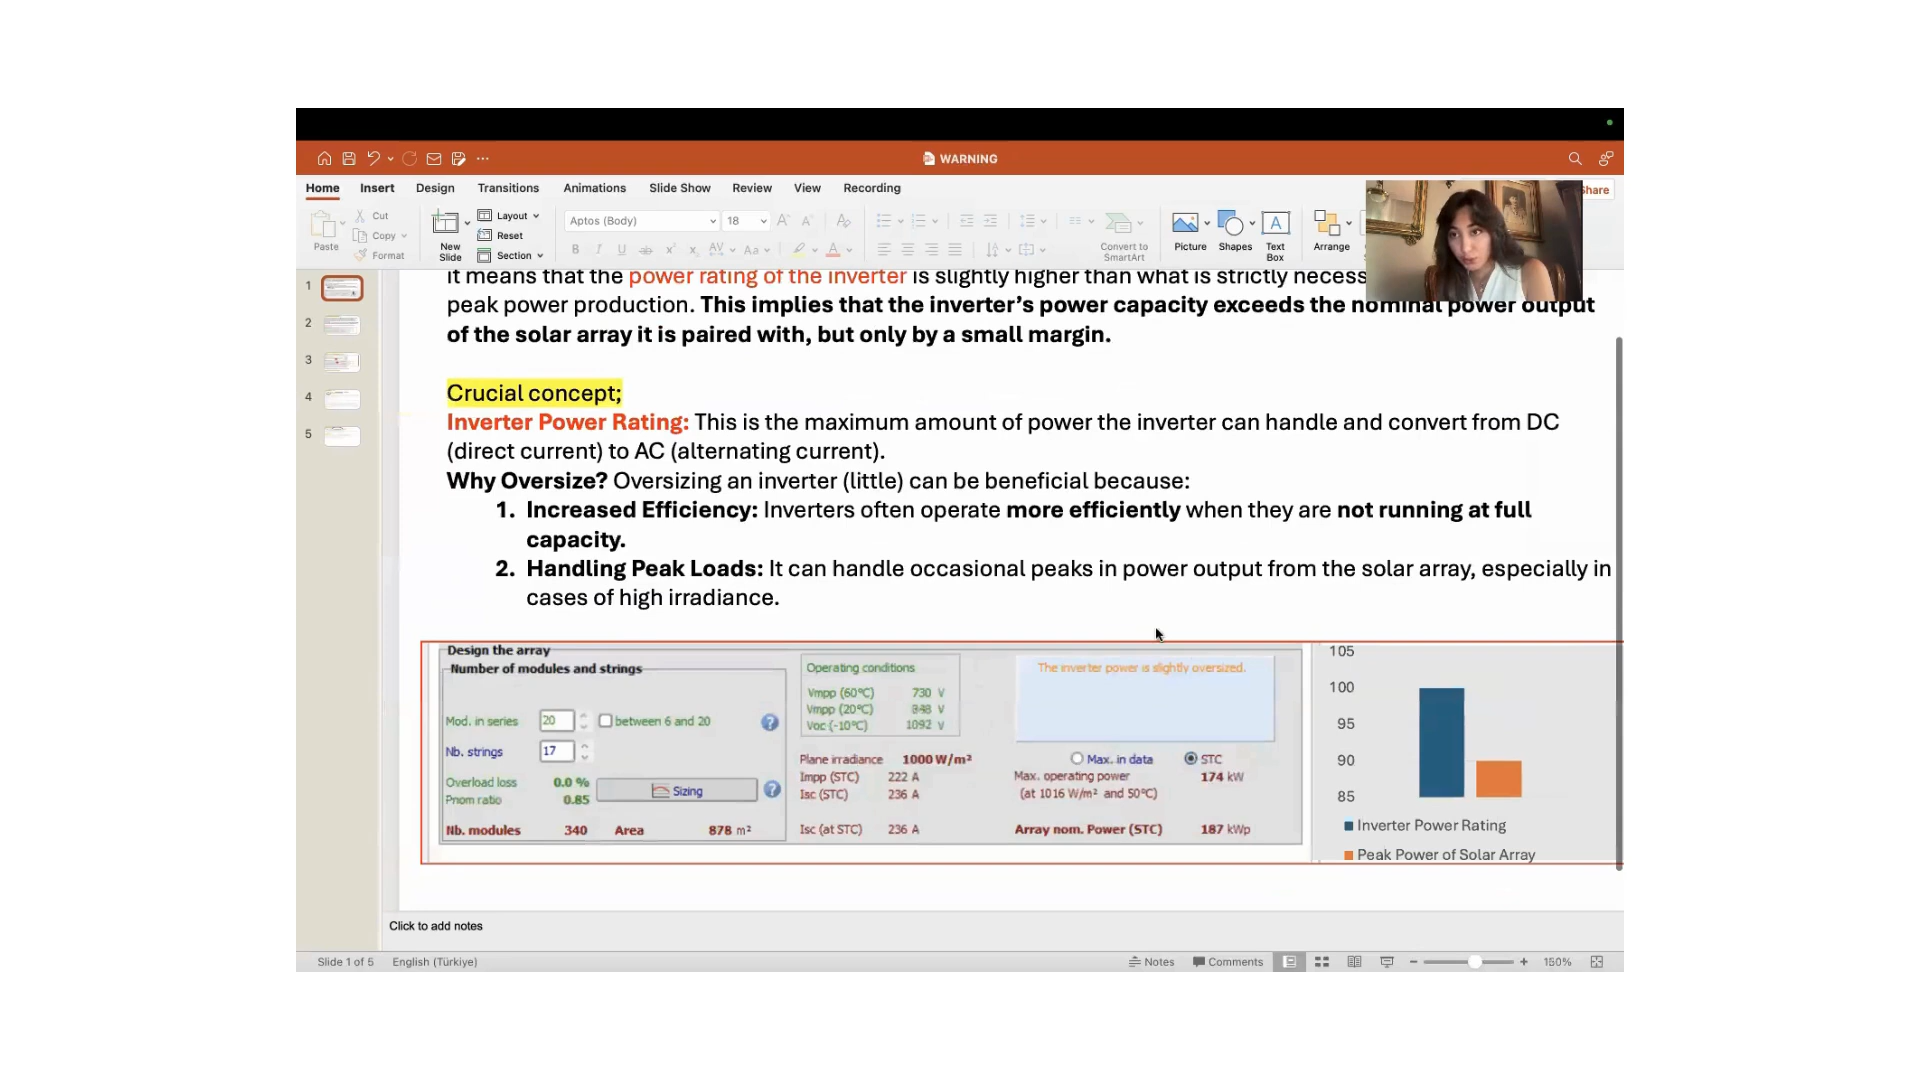 WARNING
Home Insert Design Transitions Animations Slide Show Review View Recording
Share
Paste
Cut
Copy
Format
New Slide
Layout
Reset
Section
Aptos (Body) 18
Convert to SmartArt
Picture
Shapes
Text Box
Arrange
1
2
3
4
5
It means that the power rating of the inverter is slightly higher than what is strictly
peak power production. This implies that the inverter's power capacity exceeds the nominal power output
of the solar array it is paired with, but only by a small margin.
Crucial concept;
Inverter Power Rating: This is the maximum amount of power the inverter can handle and convert from DC
(direct current) to AC (alternating current).
Why Oversize? Oversizing an inverter (little) can be beneficial because:
1. Increased Efficiency: Inverters often operate more efficiently when they are not running at full
capacity.
2. Handling Peak Loads: It can handle occasional peaks in power output from the solar array, especially in
cases of high irradiance.
Design the array
Number of modules and strings
Mod. in series 20 between 6 and 20
Nb. strings 17
Overload loss 0.0 %
Pnom ratio 0.85
Sizing
Nb. modules 340 Area 878 m²
Operating conditions
Vmpp (60°C) 730 V
Vmpp (20°C) 848 V
Voc (-10°C) 1092 V
Plane irradiance 1000 W/m²
Impp (STC) 222 A
Isc (STC) 236 A
Isc (at STC) 236 A
The inverter power is slightly oversized.
Max. in data STC
Max. operating power 174 kW
(at 1016 W/m² and 50°C)
Array nom. Power (STC) 187 kWp
105
100
95
90
85
Inverter Power Rating
Peak Power of Solar Array
Click to add notes
Slide 1 of 5 English (Türkiye)
Notes Comments 150%